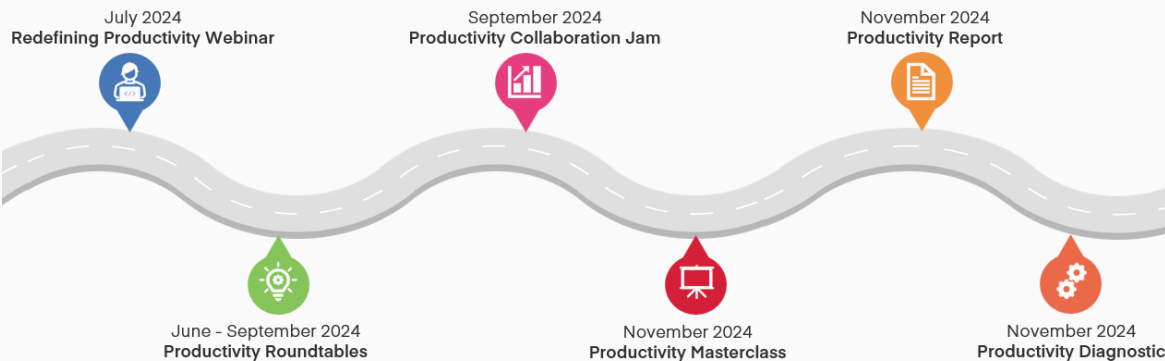 July 2024
Redefining Productivity Webinar
September 2024
Productivity Collaboration Jam
November 2024
Productivity Report
June - September 2024
Productivity Roundtables
November 2024
Productivity Masterclass
November 2024
Productivity Diagnostic